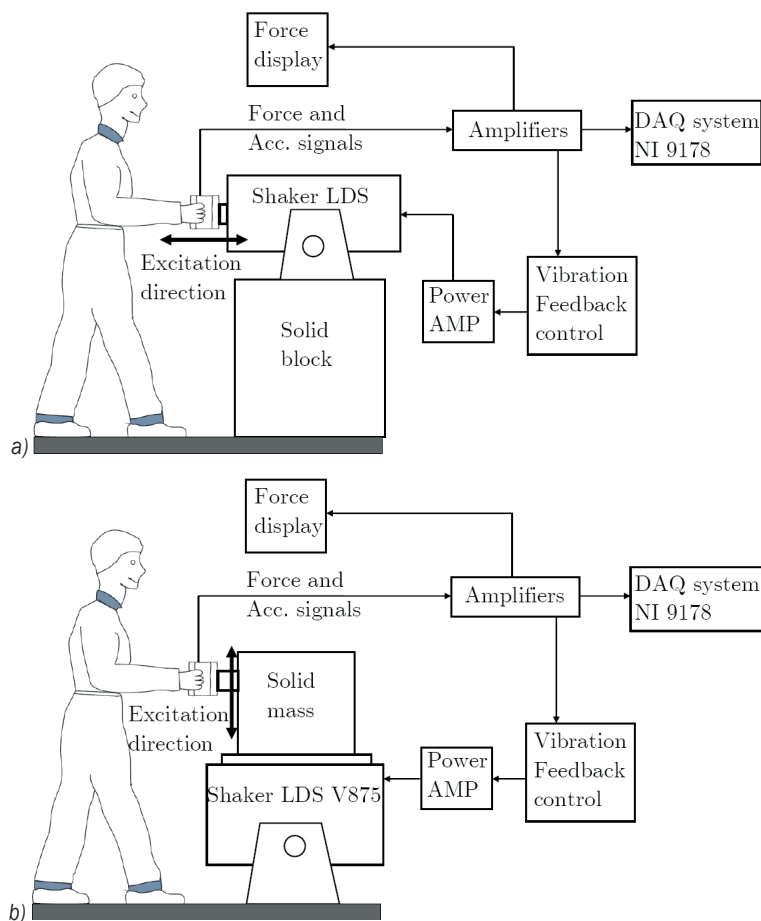 Force
display
Force and
Acc. signals
Amplifiers
DAQ system
NI 9178
Shaker LDS
Excitation
direction
Power
AMP
Vibration
Feedback
control
Solid
block
a)
Force
display
Force and
Acc. signals
Amplifiers
DAQ system
NI 9178
Solid
mass
Excitation
direction
Power
AMP
Vibration
Feedback
control
Shaker LDS V875
b)